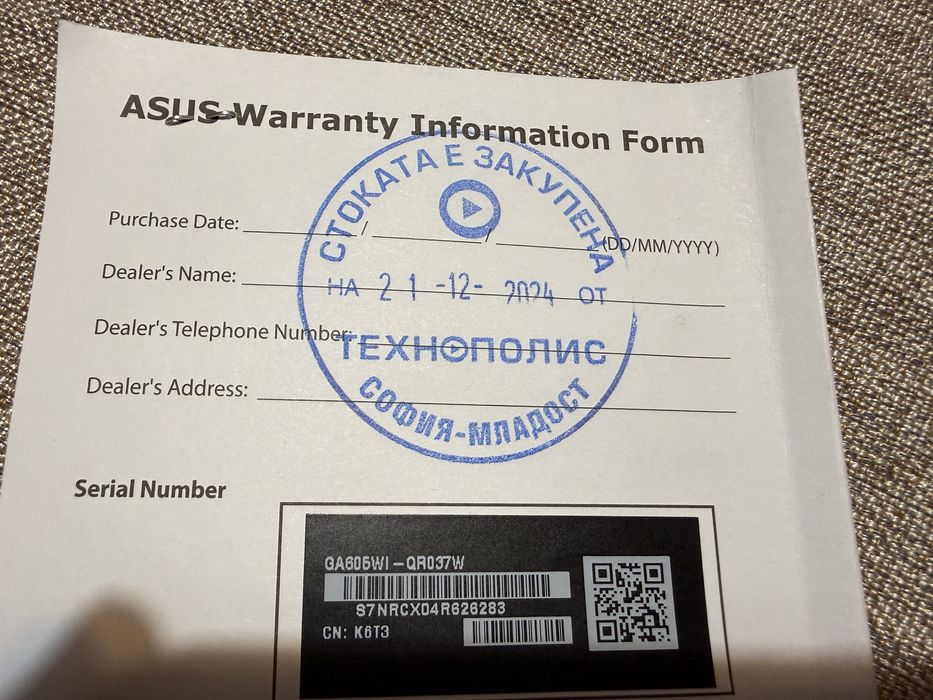 ASUS Warranty Information Form
СТОКАТА Е ЗАКУПЕНА
Purchase Date: / / (DD/MM/YYYY)
Dealer's Name:
НА 21-12-2024 ОТ
Dealer's Telephone Number:
ТЕХНОПОЛИС
Dealer's Address:
СОФИЯ-МЛАДОСТ
Serial Number
GA605WI-QR037W
S7NRCX04R626283
CN: K6T3